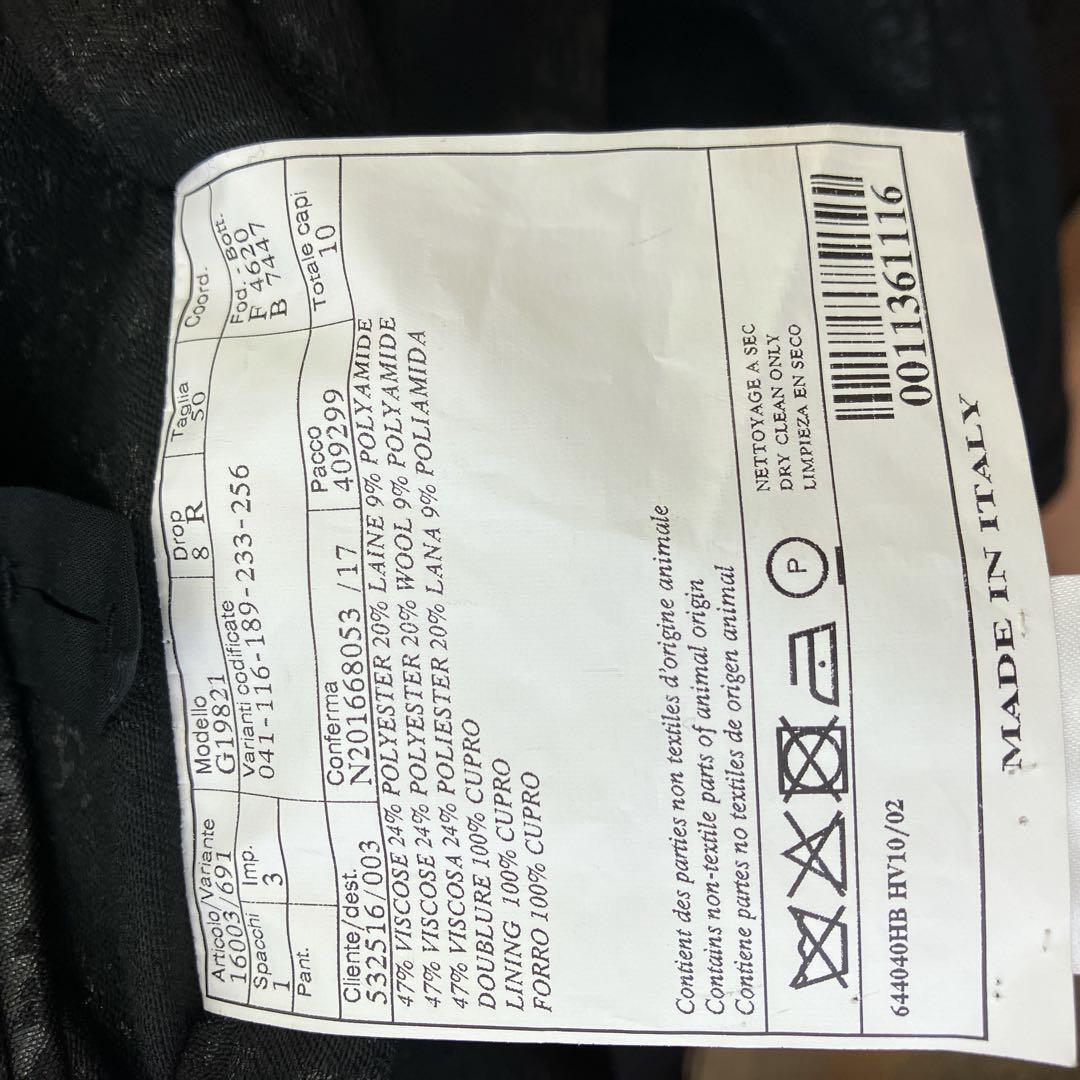 Articolo/Variante Modello Drop Taglia Coord.
16003/691 G19821 8 R 50
Spacchi Imp. Varianti codificate Fod.-Bott.
1 3 041-116-189-233-256 F 4620
B 7447
Pant.
Cliente/dest. Conferma Pacco Totale capi
532516/003 N201668053 /17 409299 10
47% VISCOSE 24% POLYESTER 20% LAINE 9% POLYAMIDE
47% VISCOSE 24% POLYESTER 20% WOOL 9% POLYAMIDE
47% VISCOSA 24% POLIESTER 20% LANA 9% POLIAMIDA
DOUBLURE 100% CUPRO
LINING 100% CUPRO
FORRO 100% CUPRO
Contient des parties non textiles d'origine animale
Contains non-textile parts of animal origin
Contiene partes no textiles de origen animal
NETTOYAGE A SEC
DRY CLEAN ONLY
LIMPIEZA EN SECO
P
644040HB HV10/02
0011361116
MADE IN ITALY